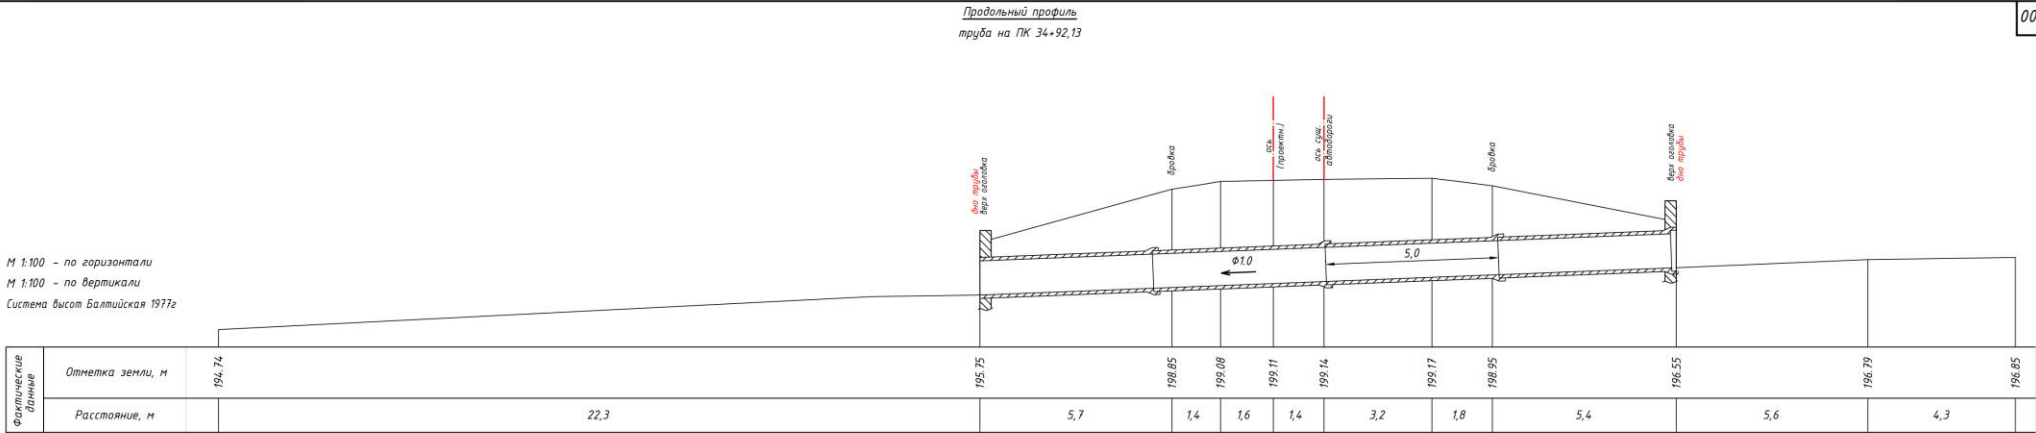 Продольный профиль
труба на ПК 34+92,13
00
дно трубы
верх оголовка
бровка
ось
(проектн.)
ось сущ.
автодороги
бровка
верх оголовка
дно трубы
Ф1.0
5,0
М 1:100 – по горизонтали
М 1:100 – по вертикали
Система высот Балтийская 1977г
Фактические
данные
Отметка земли, м
194.74 195.75 198.85 199.08 199.11 199.14 199.17 198.95 196.55 196.79 196.85
Расстояние, м
22,3 5,7 1,4 1,6 1,4 3,2 1,8 5,4 5,6 4,3